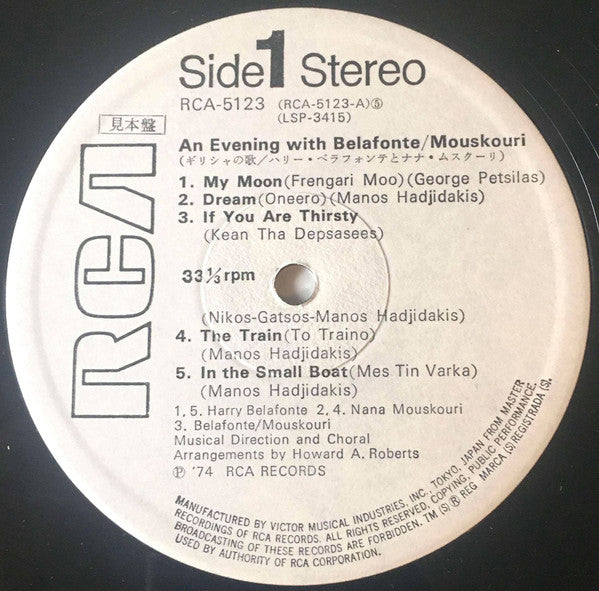 Side 1 Stereo
RCA-5123 (RCA-5123-A)⑤
(LSP-3415)
見本盤
RCA
An Evening with Belafonte/Mouskouri
(ギリシャの歌/ハリー・ベラフォンテとナナ・ムスクーリ)
1. My Moon(Frengari Moo)(George Petsilas)
2. Dream(Oneero)(Manos Hadjidakis)
3. If You Are Thirsty
(Kean Tha Depsasees)
33⅓ rpm
(Nikos-Gatsos-Manos Hadjidakis)
4. The Train(To Traino)
(Manos Hadjidakis)
5. In the Small Boat(Mes Tin Varka)
(Manos Hadjidakis)
1, 5. Harry Belafonte 2, 4. Nana Mouskouri
3. Belafonte/Mouskouri
Musical Direction and Choral
Arrangements by Howard A. Roberts
Ⓟ '74 RCA RECORDS
MANUFACTURED BY VICTOR MUSICAL INDUSTRIES, INC. TOKYO, JAPAN FROM MASTER
RECORDINGS OF RCA RECORDS. ALL RIGHTS RESERVED, COPYING, PUBLIC PERFORMANCE,
BROADCASTING OF THESE RECORDS ARE FORBIDDEN. TM (S) ® REG MARCA (S) REGISTRADA (S).
USED BY AUTHORITY OF RCA CORPORATION.